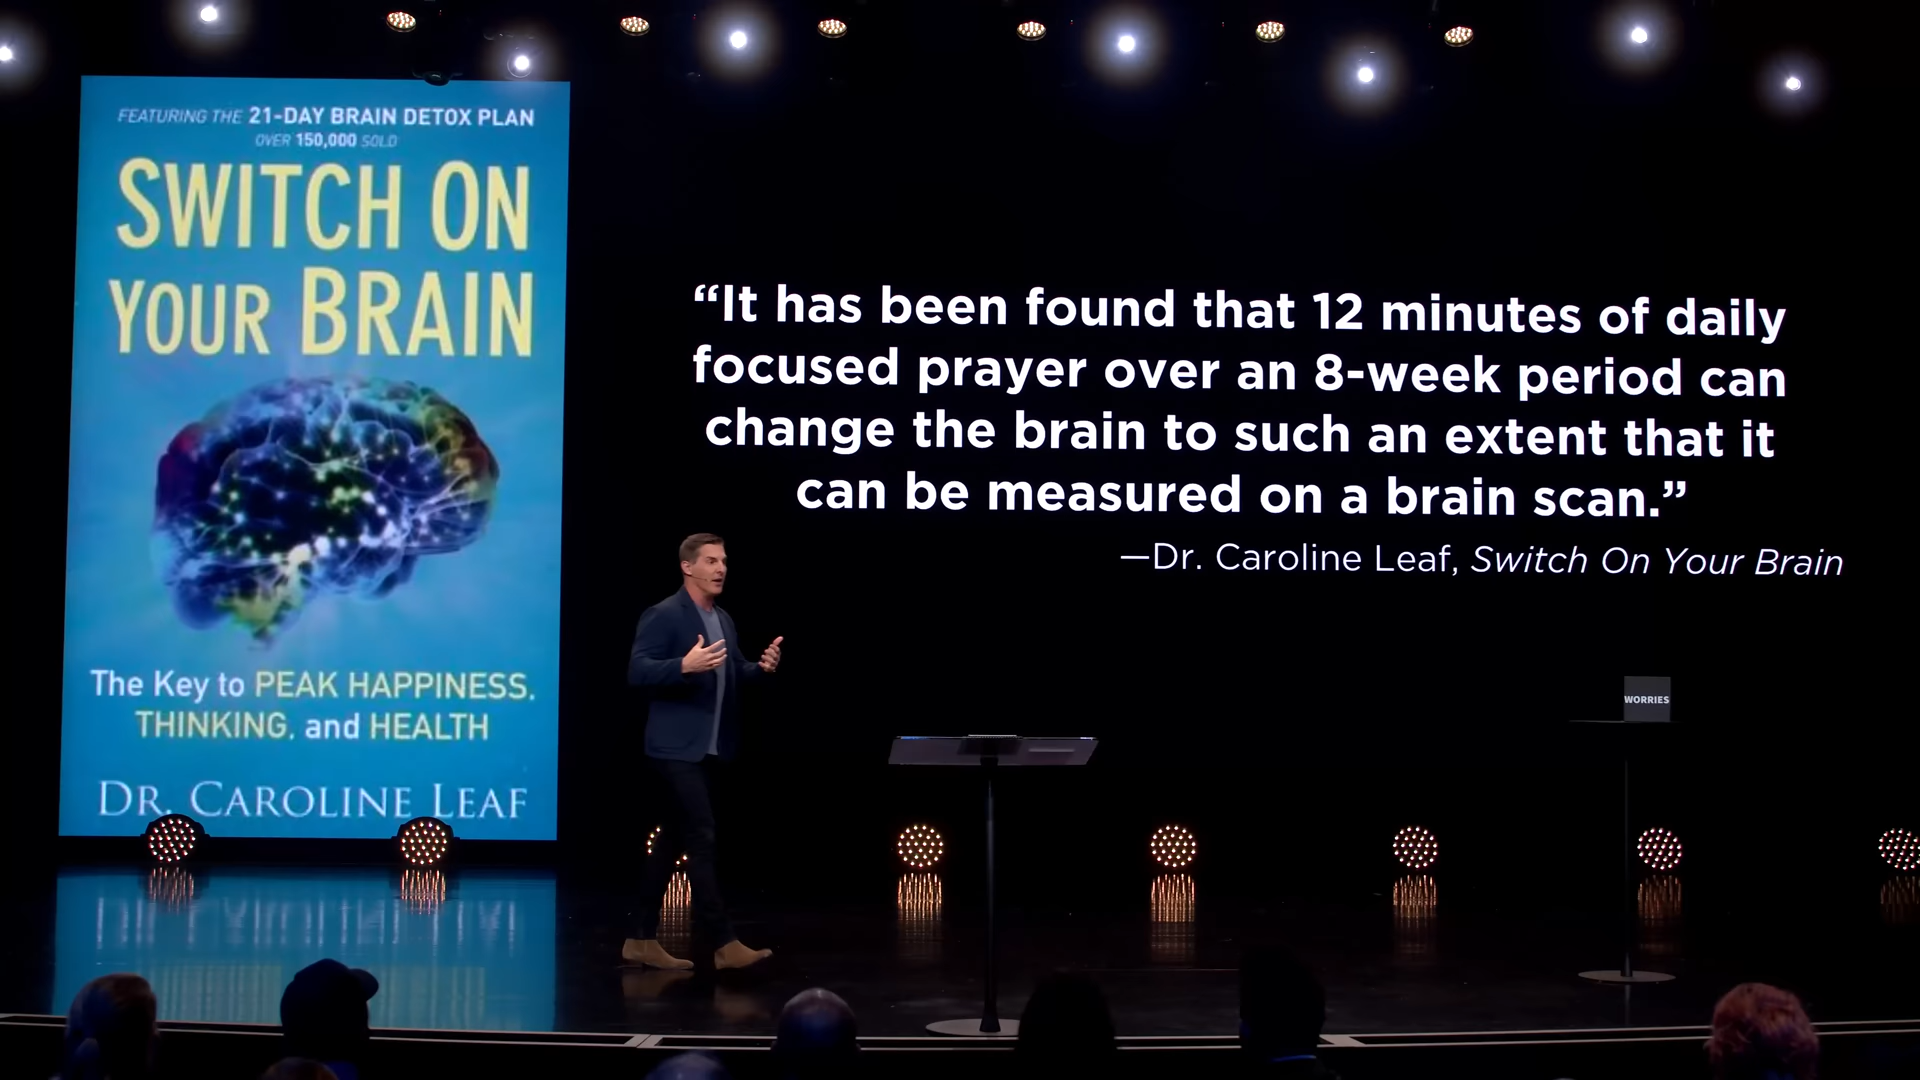 FEATURING THE 21-DAY BRAIN DETOX PLAN
OVER 150,000 SOLD
SWITCH ON
YOUR BRAIN
The Key to PEAK HAPPINESS,
THINKING, and HEALTH
DR. CAROLINE LEAF
“It has been found that 12 minutes of daily
focused prayer over an 8-week period can
change the brain to such an extent that it
can be measured on a brain scan.”
—Dr. Caroline Leaf, Switch On Your Brain
WORRIES